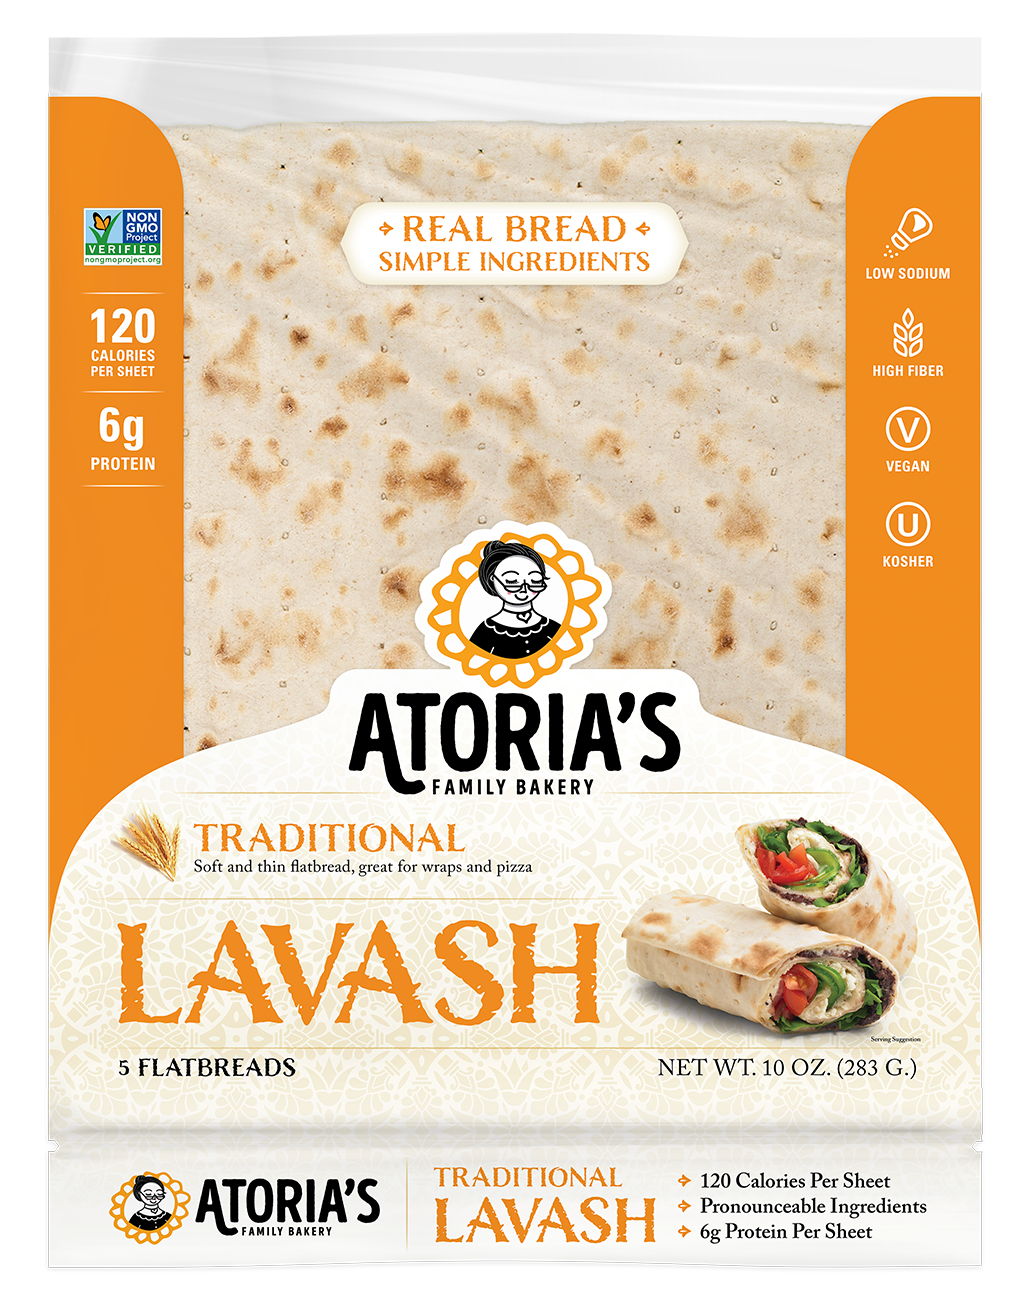 REAL BREAD
SIMPLE INGREDIENTS
NON
GMO
Project
VERIFIED
nongmoproject.org
120
CALORIES
PER SHEET
6g
PROTEIN
LOW SODIUM
HIGH FIBER
V
VEGAN
U
KOSHER
ATORIA'S
FAMILY BAKERY
TRADITIONAL
Soft and thin flatbread, great for wraps and pizza
LAVASH
Serving Suggestion
5 FLATBREADS
NET WT. 10 OZ. (283 G.)
ATORIA'S
FAMILY BAKERY
TRADITIONAL
LAVASH
120 Calories Per Sheet
Pronounceable Ingredients
6g Protein Per Sheet